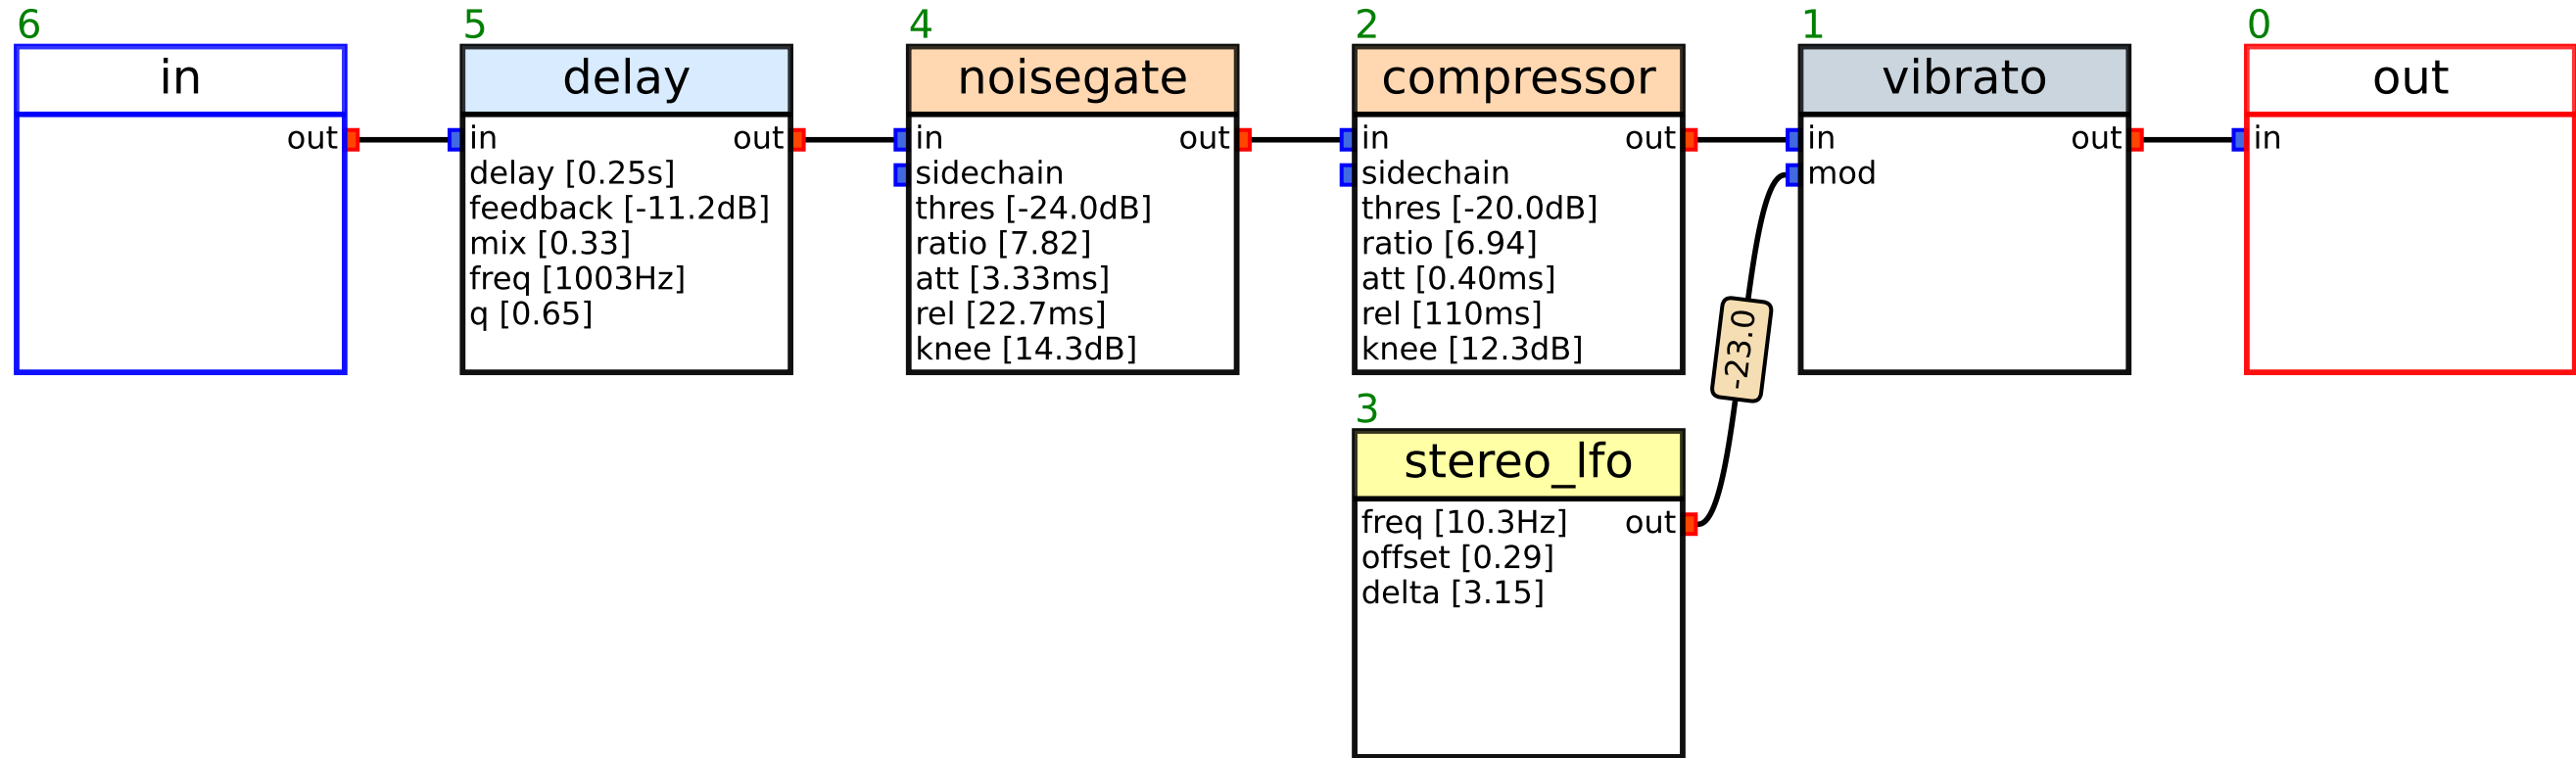 6
in
out
5
delay
in out
delay [0.25s]
feedback [-11.2dB]
mix [0.33]
freq [1003Hz]
q [0.65]
4
noisegate
in out
sidechain
thres [-24.0dB]
ratio [7.82]
att [3.33ms]
rel [22.7ms]
knee [14.3dB]
2
compressor
in out
sidechain
thres [-20.0dB]
ratio [6.94]
att [0.40ms]
rel [110ms]
knee [12.3dB]
1
vibrato
in out
mod
0
out
in
-23.0
3
stereo_lfo
freq [10.3Hz] out
offset [0.29]
delta [3.15]